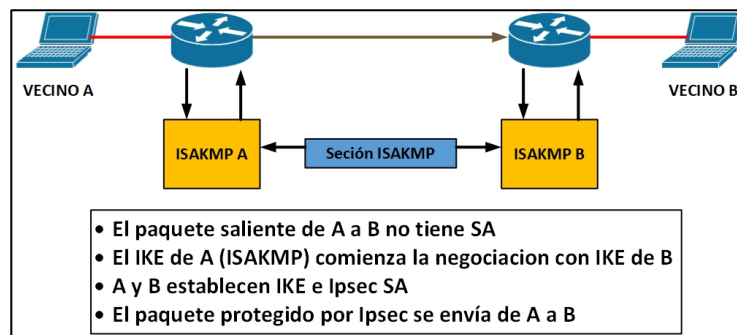 VECINO A
VECINO B
ISAKMP A
Seción ISAKMP
ISAKMP B
• El paquete saliente de A a B no tiene SA
• El IKE de A (ISAKMP) comienza la negociacion con IKE de B
• A y B establecen IKE e Ipsec SA
• El paquete protegido por Ipsec se envía de A a B